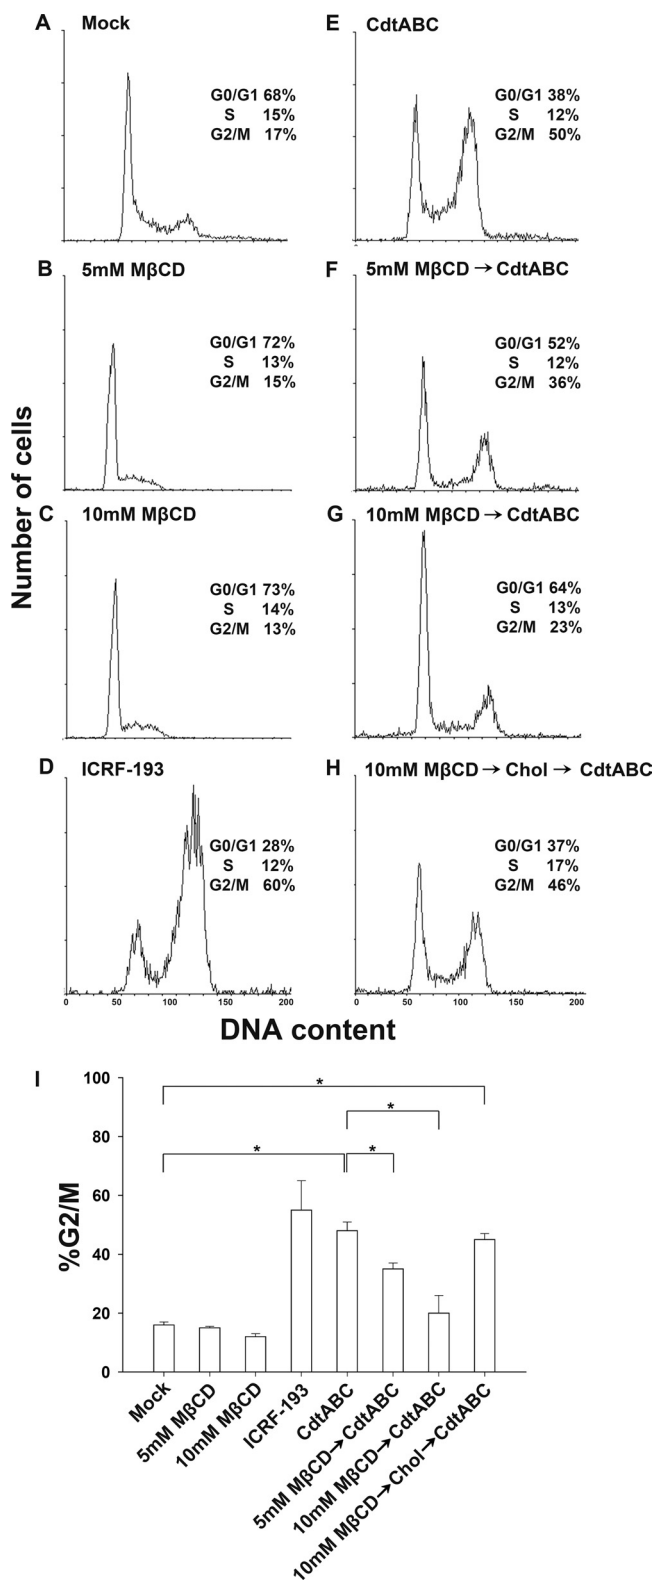 A Mock
G0/G1 68%
S 15%
G2/M 17%
B 5mM MβCD
G0/G1 72%
S 13%
G2/M 15%
C 10mM MβCD
G0/G1 73%
S 14%
G2/M 13%
D ICRF-193
G0/G1 28%
S 12%
G2/M 60%
0 50 100 150 200
E CdtABC
G0/G1 38%
S 12%
G2/M 50%
F 5mM MβCD → CdtABC
G0/G1 52%
S 12%
G2/M 36%
G 10mM MβCD → CdtABC
G0/G1 64%
S 13%
G2/M 23%
H 10mM MβCD → Chol → CdtABC
G0/G1 37%
S 17%
G2/M 46%
0 50 100 150 200
Number of cells
DNA content
I
100
80
60
40
20
0
%G2/M
*
*
*
*
Mock
5mM MβCD
10mM MβCD
ICRF-193
CdtABC
5mM MβCD→CdtABC
10mM MβCD→CdtABC
10mM MβCD→Chol→CdtABC